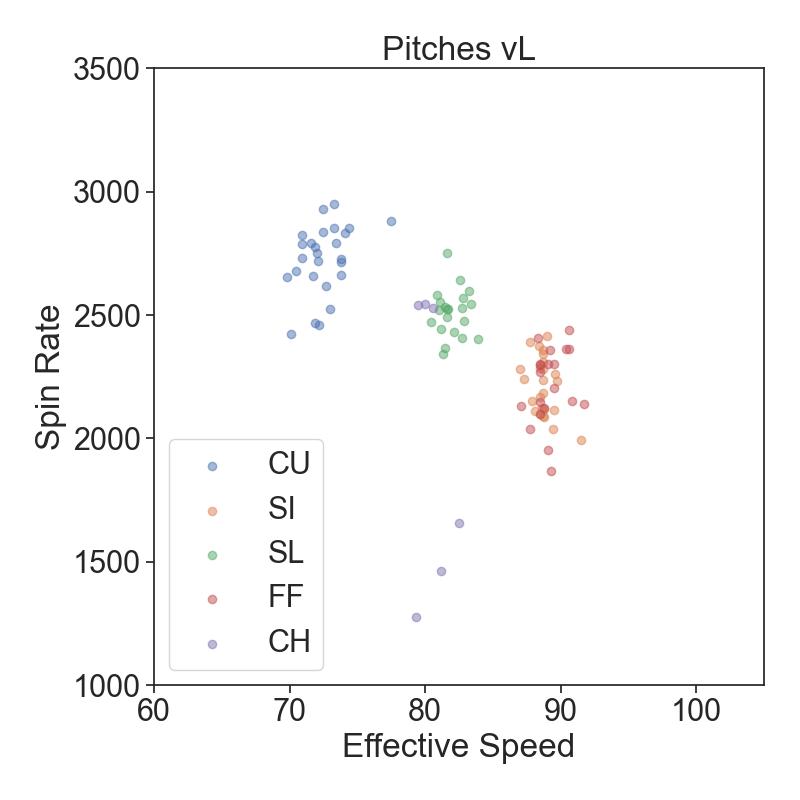 Pitches vL
3500
3000
2500
2000
1500
1000
Spin Rate
CU
SI
SL
FF
CH
60 70 80 90 100
Effective Speed